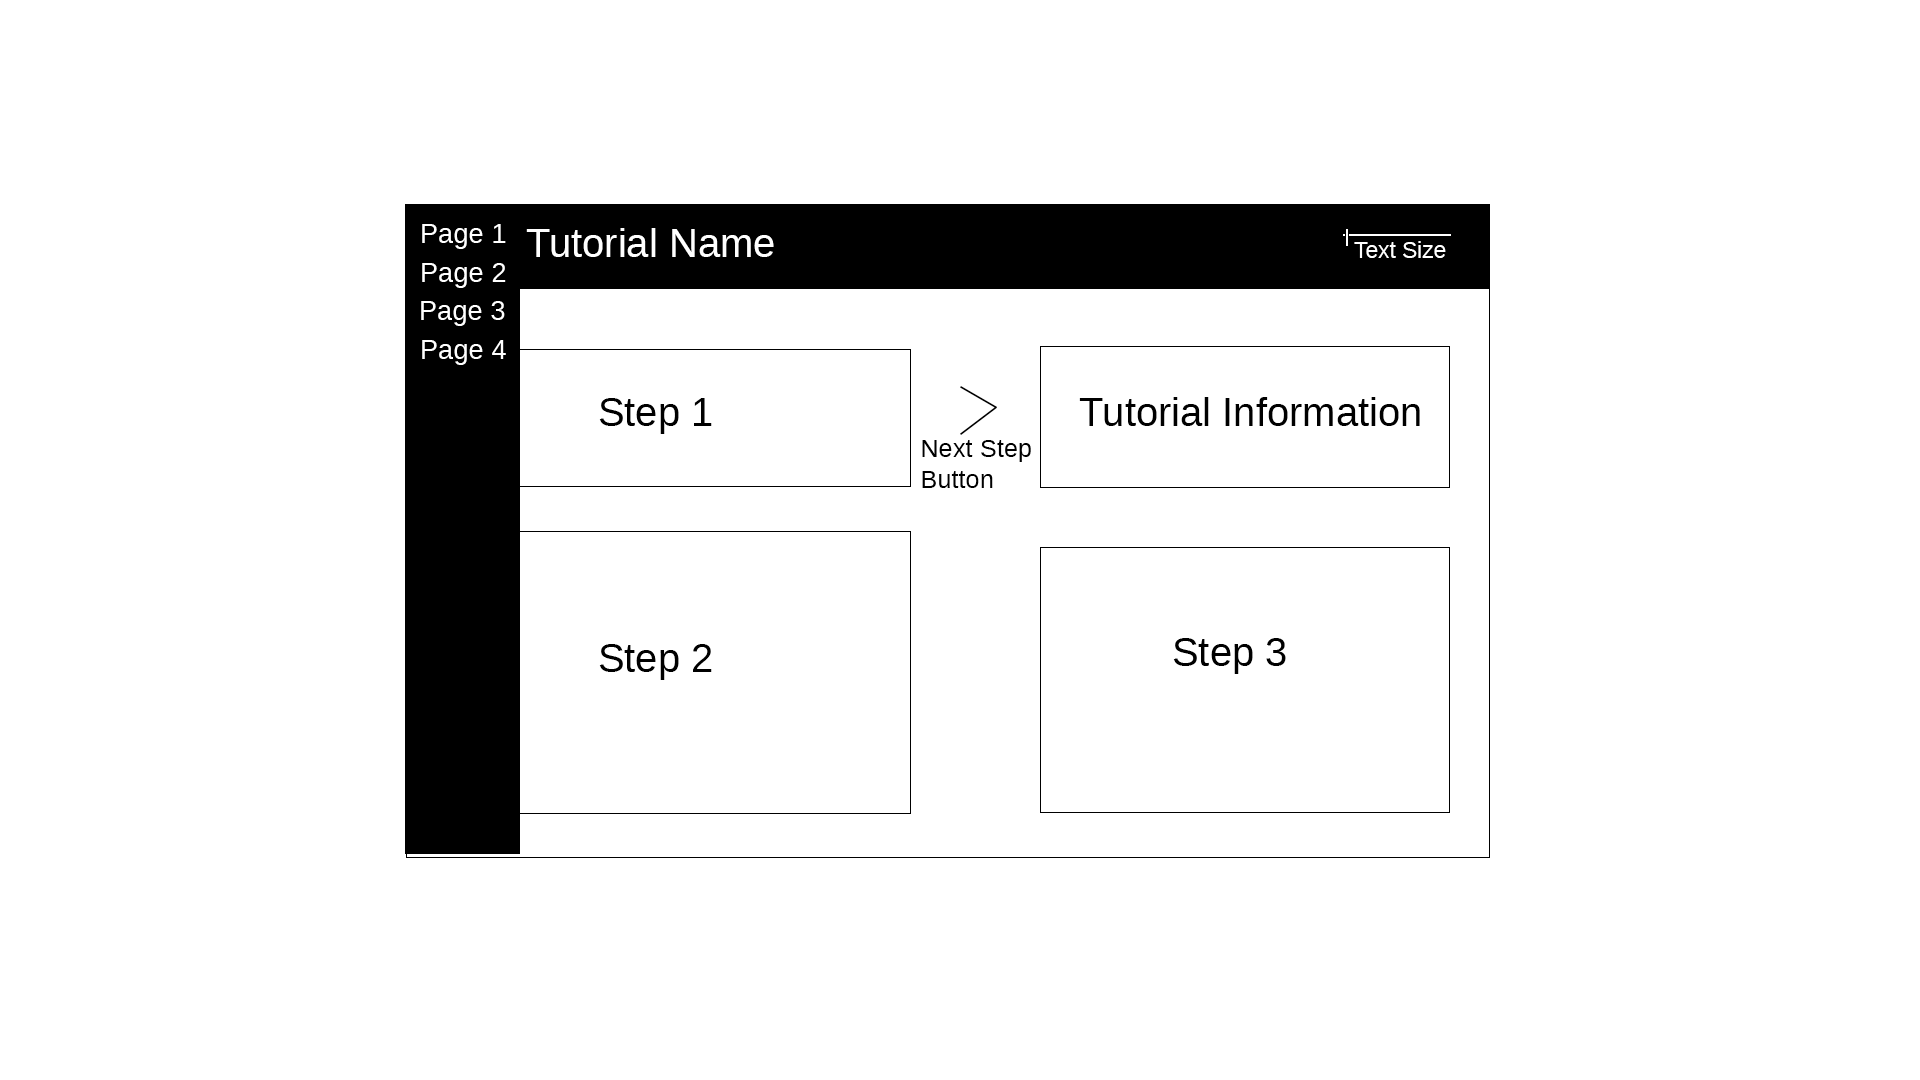 Page 1
Page 2
Page 3
Page 4
Tutorial Name
Text Size
Step 1
Next Step
Button
Tutorial Information
Step 2
Step 3